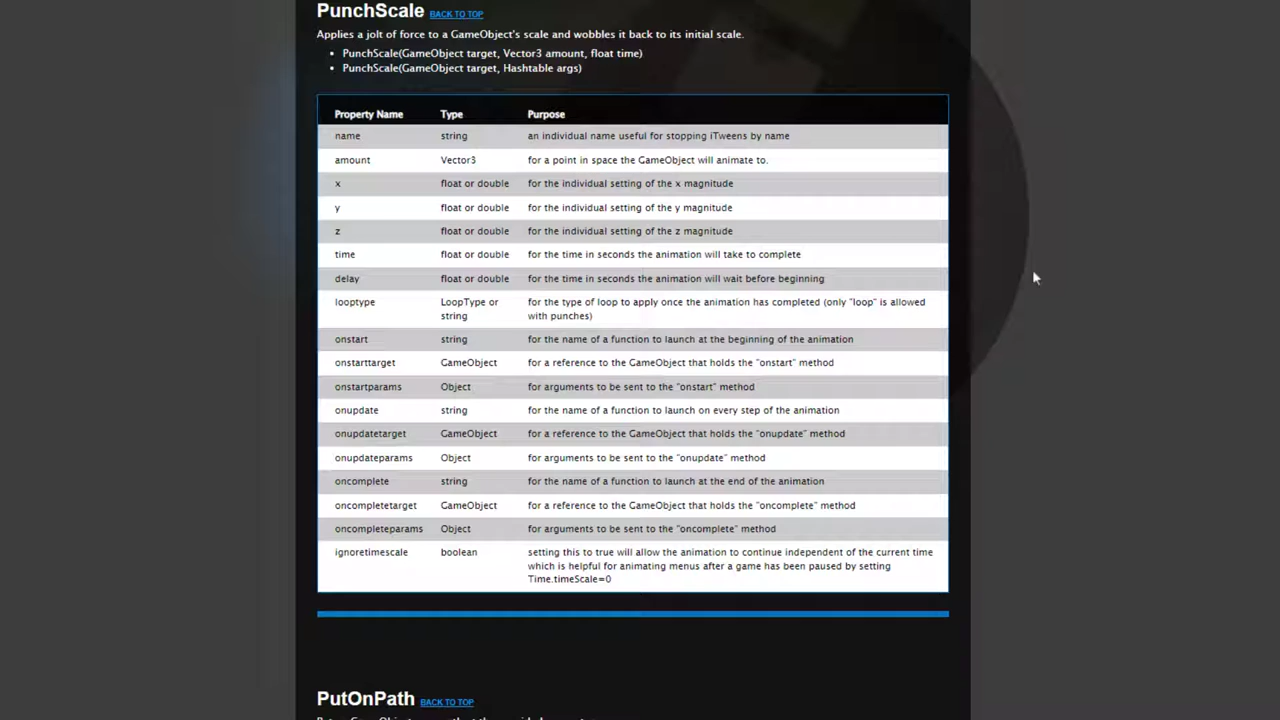 PunchScale BACK TO TOP
Applies a jolt of force to a GameObject's scale and wobbles it back to its initial scale.
• PunchScale(GameObject target, Vector3 amount, float time)
• PunchScale(GameObject target, Hashtable args)
Property Name Type Purpose
name string an individual name useful for stopping iTweens by name
amount Vector3 for a point in space the GameObject will animate to.
x float or double for the individual setting of the x magnitude
y float or double for the individual setting of the y magnitude
z float or double for the individual setting of the z magnitude
time float or double for the time in seconds the animation will take to complete
delay float or double for the time in seconds the animation will wait before beginning
looptype LoopType or for the type of loop to apply once the animation has completed (only "loop" is allowed
string with punches)
onstart string for the name of a function to launch at the beginning of the animation
onstarttarget GameObject for a reference to the GameObject that holds the "onstart" method
onstartparams Object for arguments to be sent to the "onstart" method
onupdate string for the name of a function to launch on every step of the animation
onupdatetarget GameObject for a reference to the GameObject that holds the "onupdate" method
onupdateparams Object for arguments to be sent to the "onupdate" method
oncomplete string for the name of a function to launch at the end of the animation
oncompletetarget GameObject for a reference to the GameObject that holds the "oncomplete" method
oncompleteparams Object for arguments to be sent to the "oncomplete" method
ignoretimescale boolean setting this to true will allow the animation to continue independent of the current time
which is helpful for animating menus after a game has been paused by setting
Time.timeScale=0
PutOnPath BACK TO TOP